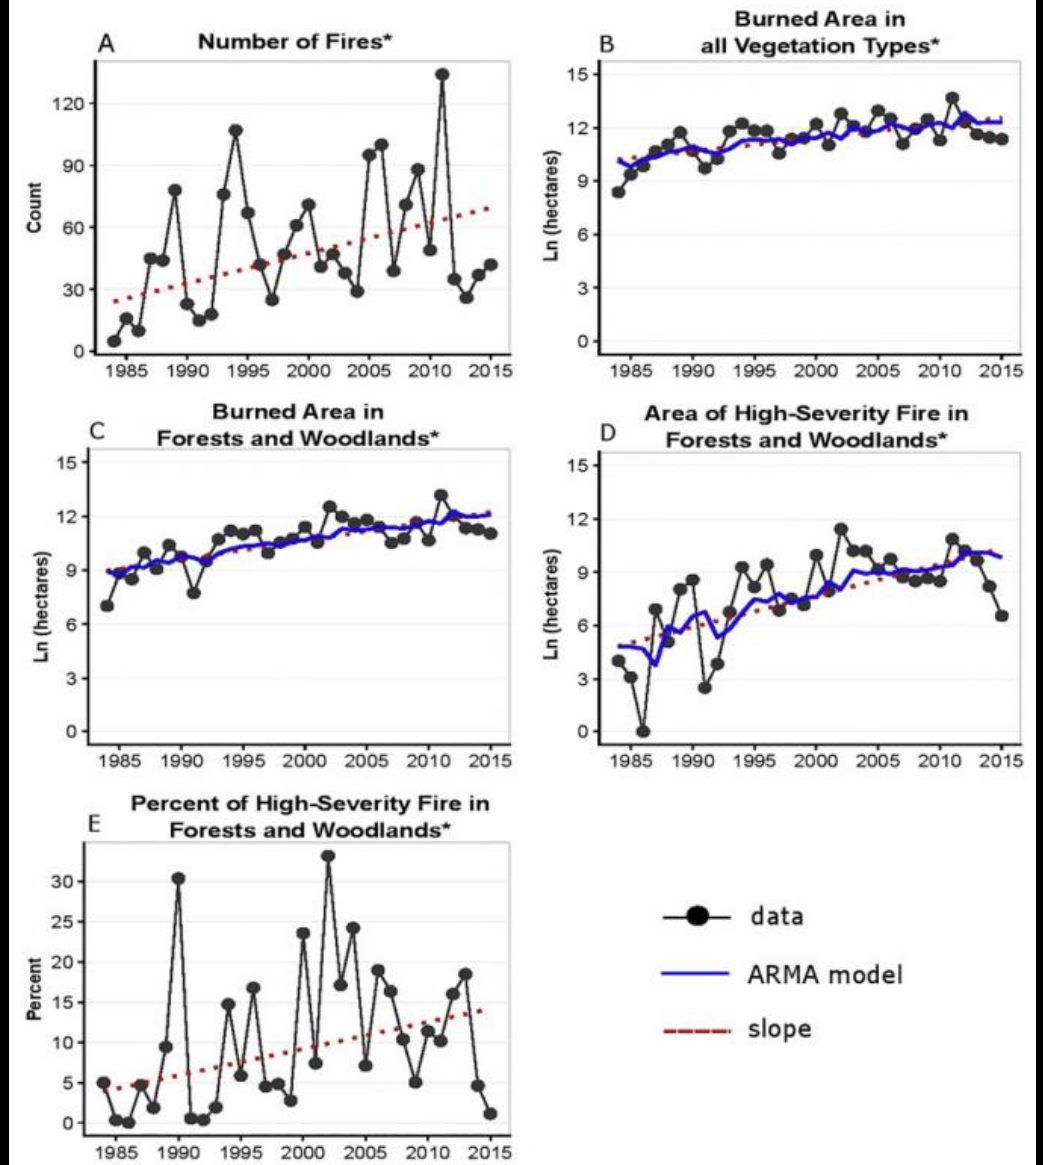 A
Number of Fires*
Count
120
90
60
30
0
1985 1990 1995 2000 2005 2010 2015
B
Burned Area in
all Vegetation Types*
Ln (hectares)
15
12
9
6
3
0
1985 1990 1995 2000 2005 2010 2015
C
Burned Area in
Forests and Woodlands*
Ln (hectares)
15
12
9
6
3
0
1985 1990 1995 2000 2005 2010 2015
D
Area of High-Severity Fire in
Forests and Woodlands*
Ln (hectares)
15
12
9
6
3
0
1985 1990 1995 2000 2005 2010 2015
E
Percent of High-Severity Fire in
Forests and Woodlands*
Percent
30
25
20
15
10
5
0
1985 1990 1995 2000 2005 2010 2015
data
ARMA model
slope